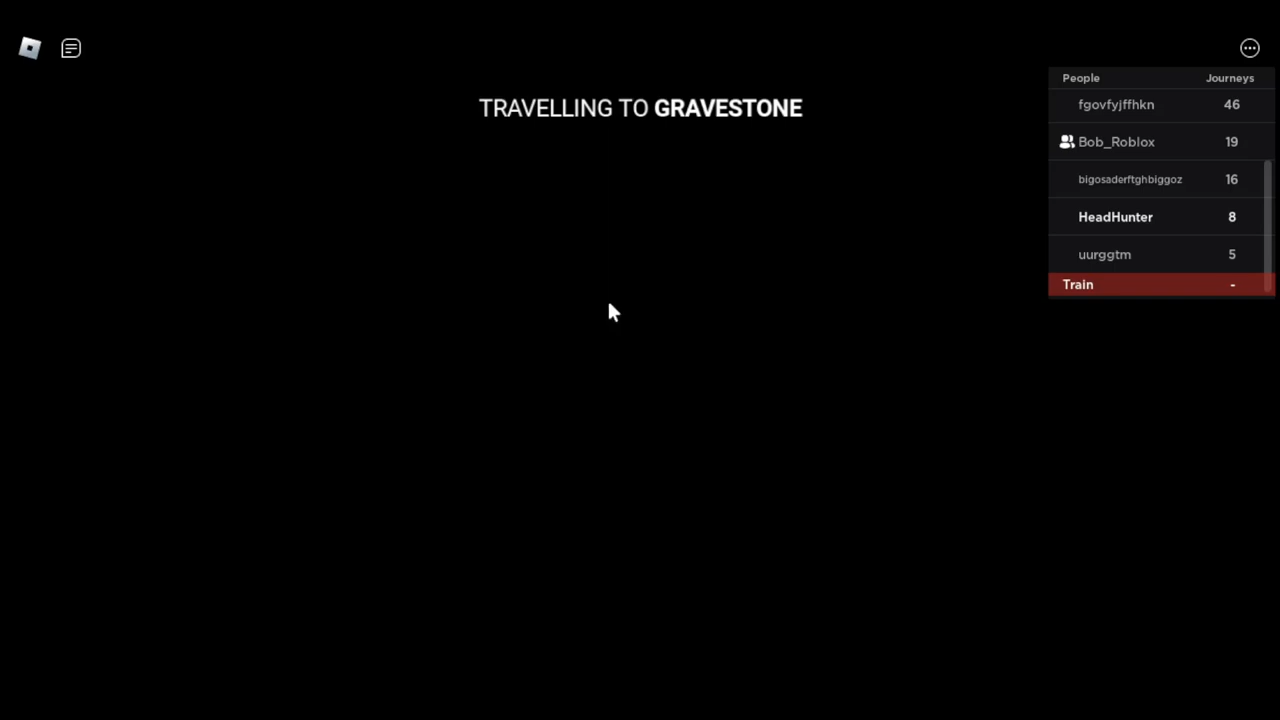 TRAVELLING TO GRAVESTONE
People Journeys
fgovfyjffhkn 46
Bob_Roblox 19
bigosaderftghbiggoz 16
HeadHunter 8
uurggtm 5
Train -